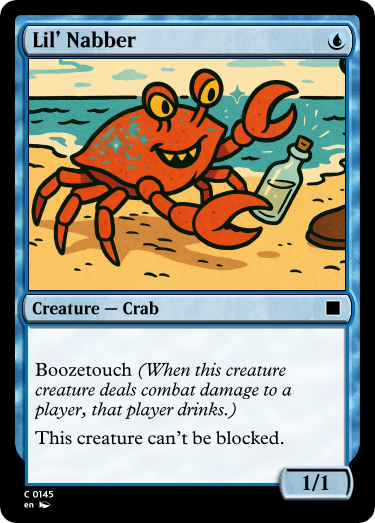 Lil’ Nabber
Creature — Crab
Boozetouch (When this creature
creature deals combat damage to a
player, that player drinks.)
This creature can’t be blocked.
1/1
C 0145
en